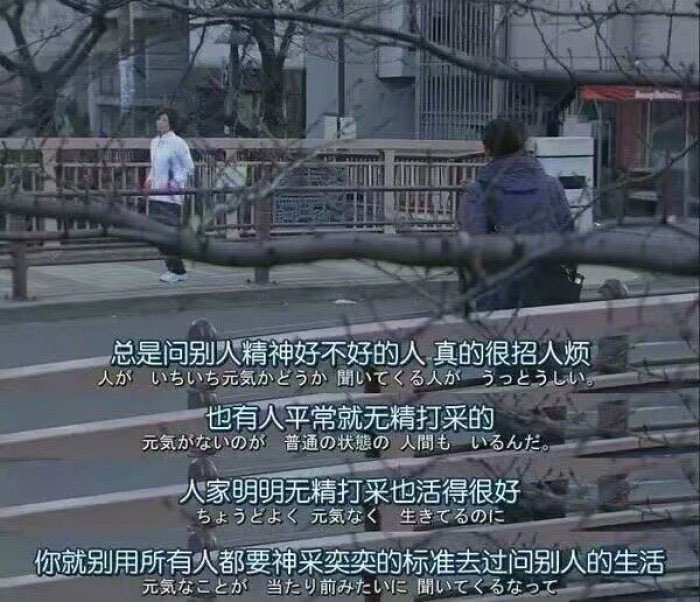 总是问别人精神好不好的人 真的很招人烦
人が いちいち元気かどうか 聞いてくる人が うっとうしい。
也有人平常就无精打采的
元気がないのが 普通の状態の 人間も いるんだ。
人家明明无精打采也活得很好
ちょうどよく 元気なく 生きてるのに
你就别用所有人都要神采奕奕的标准去过问别人的生活
元気なことが 当たり前みたいに 聞いてくるなって